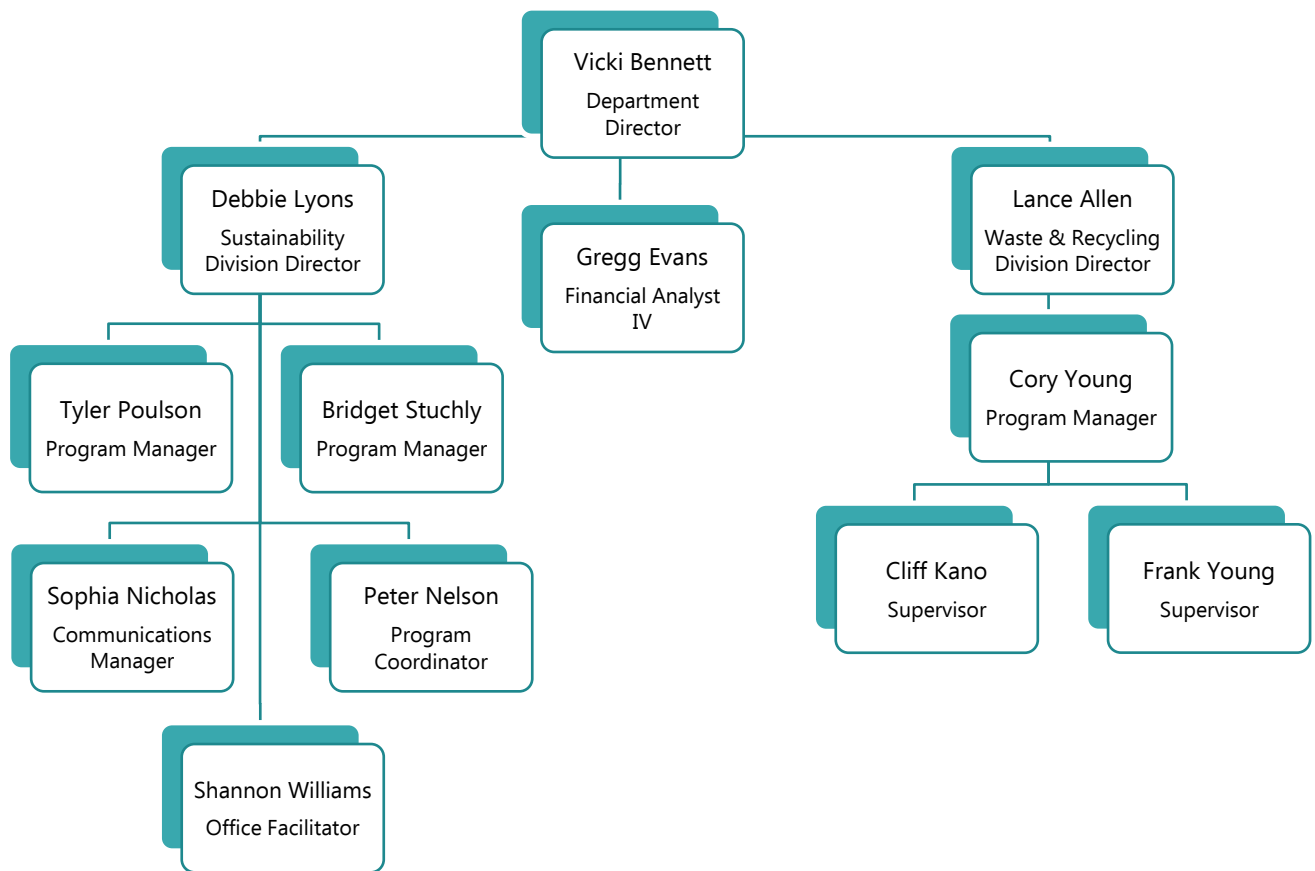 Vicki Bennett
Department
Director
Debbie Lyons
Sustainability
Division Director
Gregg Evans
Financial Analyst
IV
Lance Allen
Waste & Recycling
Division Director
Tyler Poulson
Program Manager
Bridget Stuchly
Program Manager
Cory Young
Program Manager
Sophia Nicholas
Communications
Manager
Peter Nelson
Program
Coordinator
Cliff Kano
Supervisor
Frank Young
Supervisor
Shannon Williams
Office Facilitator